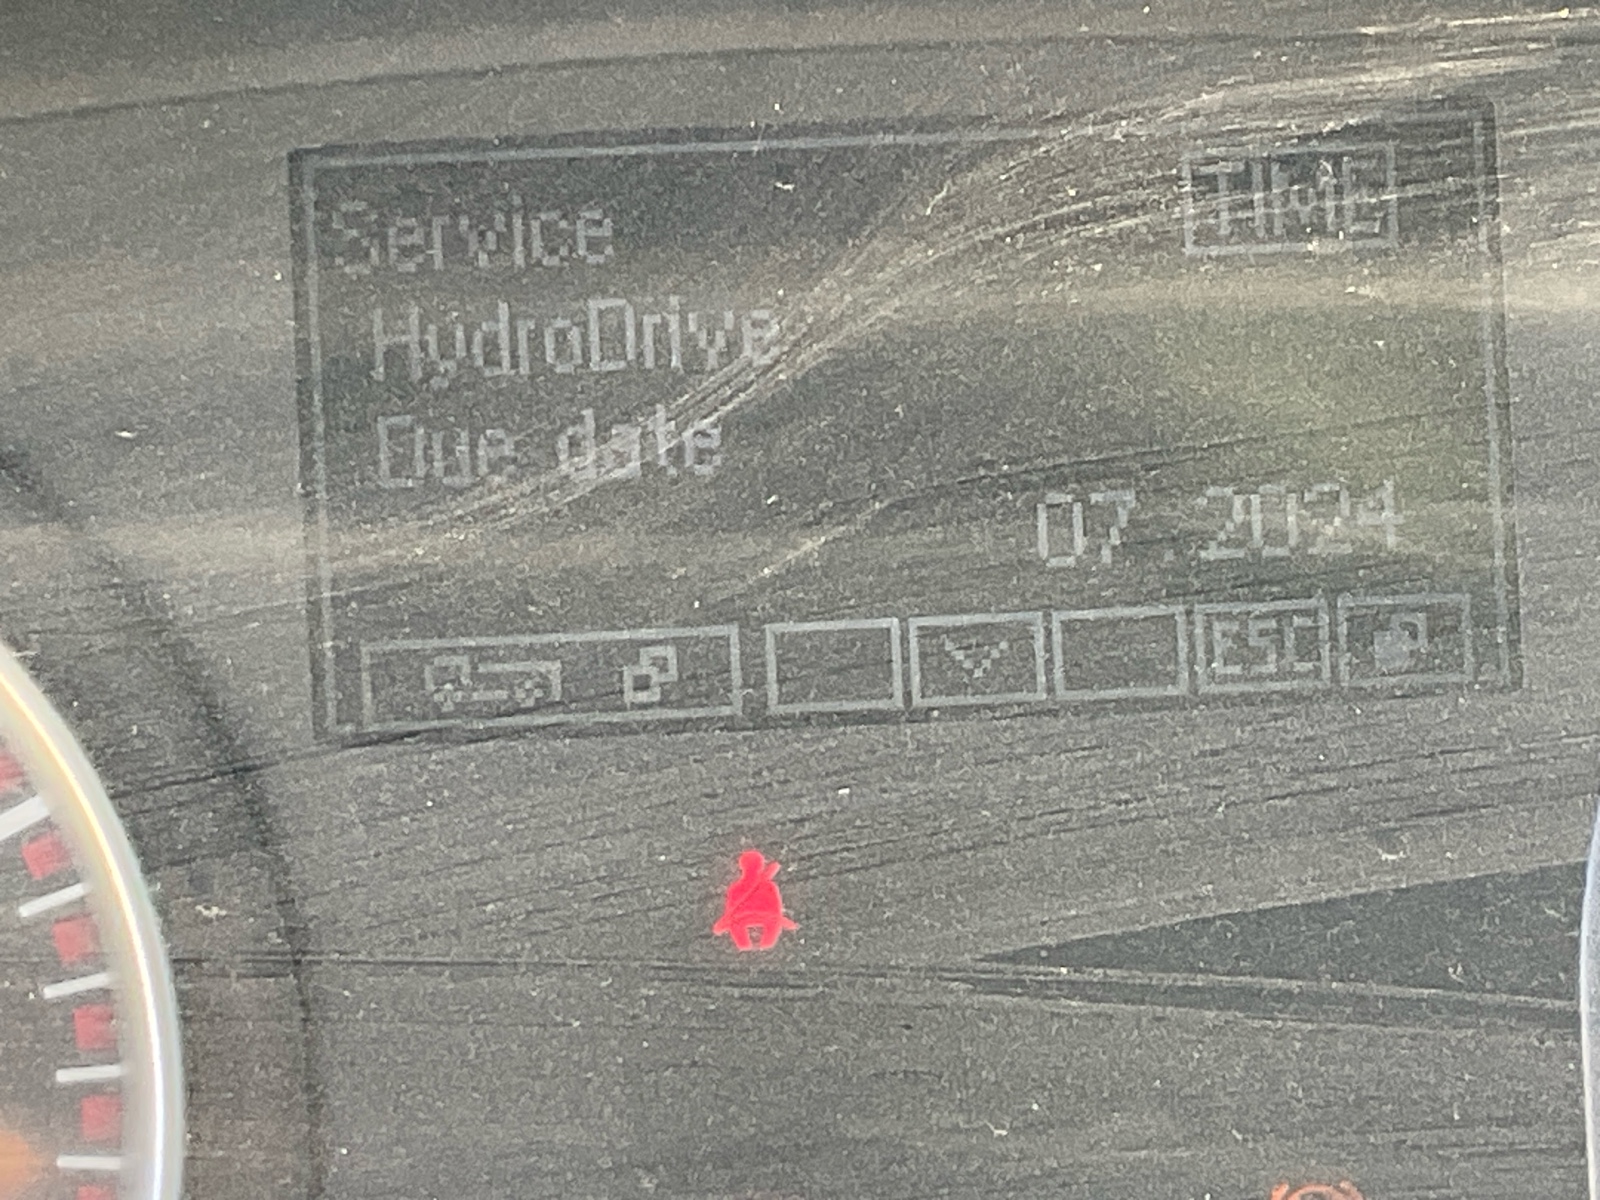 Service
TIME
HydroDrive
Due date
07.2024
ESC